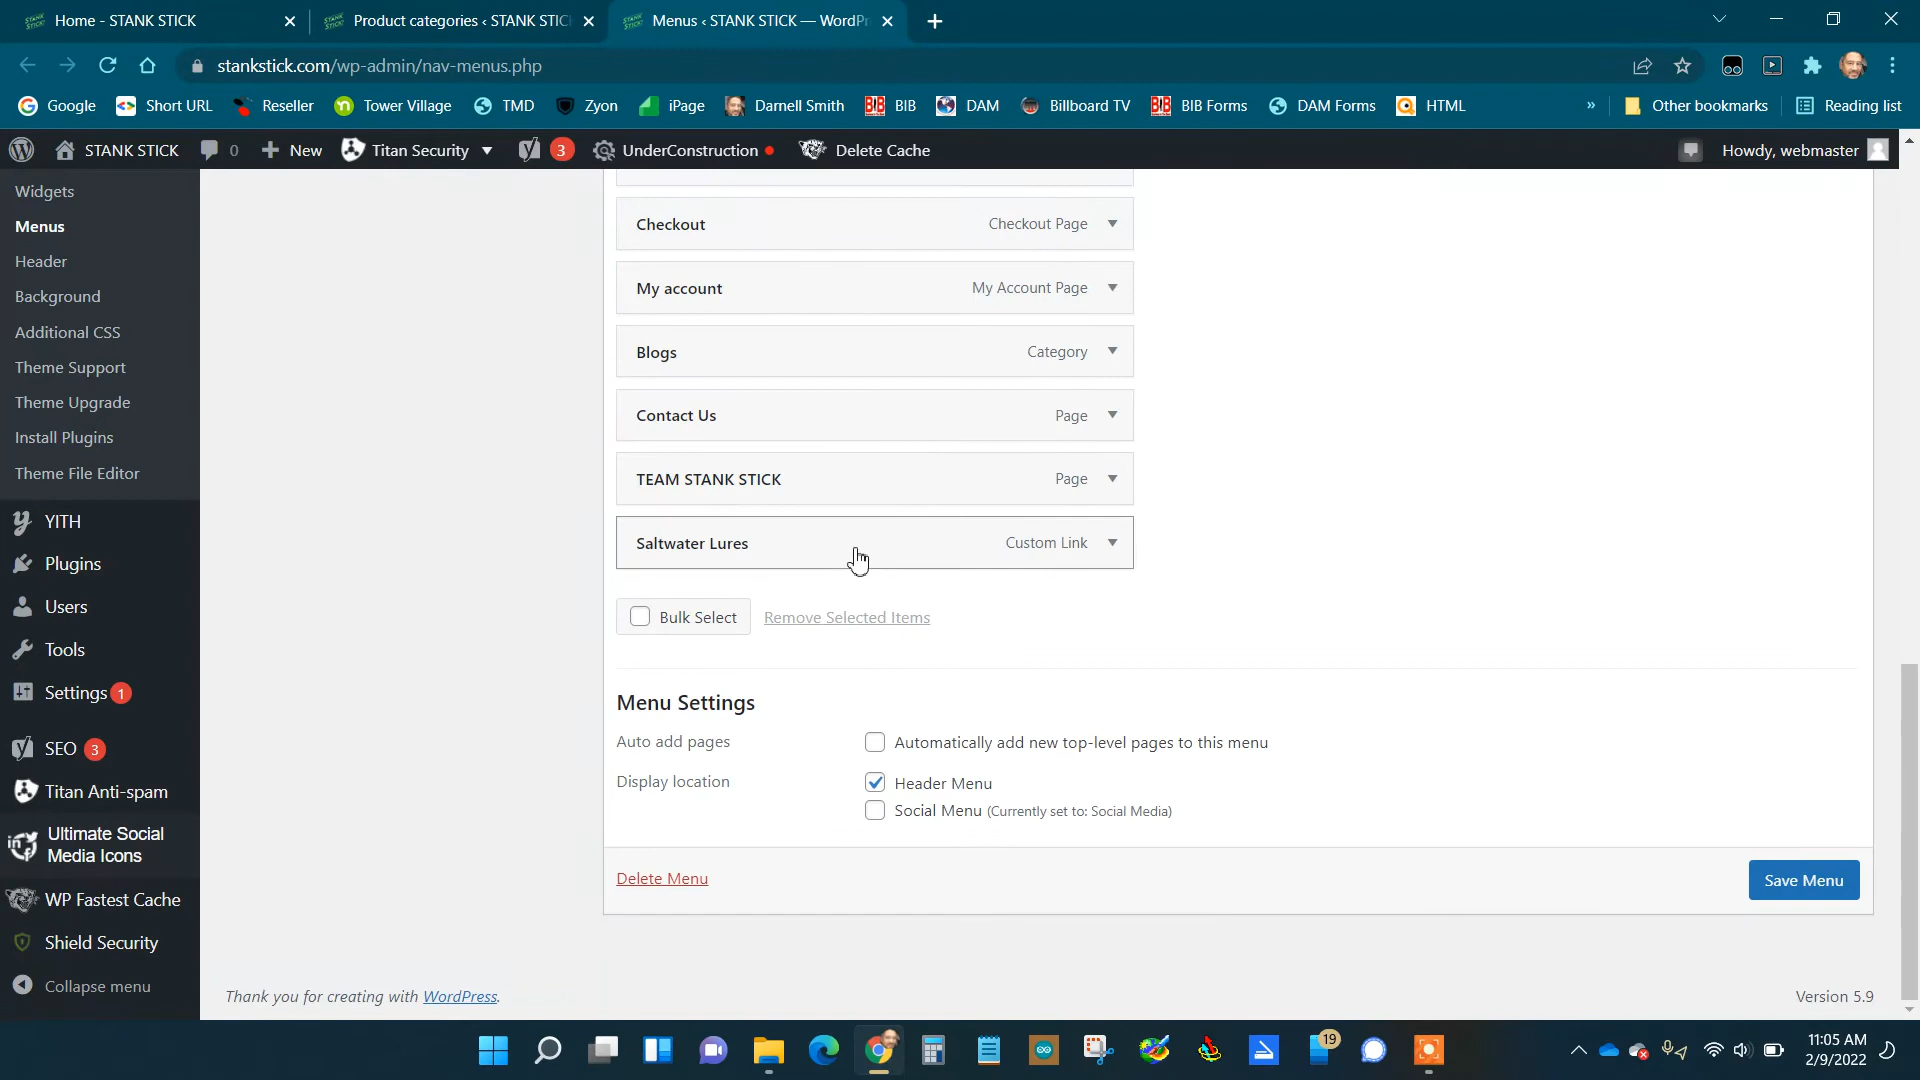 Home - STANK STICK
Product categories ‹ STANK STIC
Menus ‹ STANK STICK — WordPr
stankstick.com/wp-admin/nav-menus.php
Google
Short URL
Reseller
Tower Village
TMD
Zyon
iPage
Darnell Smith
BIB
DAM
Billboard TV
BIB Forms
DAM Forms
HTML
»
Other bookmarks
Reading list
STANK STICK
0
New
Titan Security
3
UnderConstruction
Delete Cache
Howdy, webmaster
Widgets
Menus
Header
Background
Additional CSS
Theme Support
Theme Upgrade
Install Plugins
Theme File Editor
YITH
Plugins
Users
Tools
Settings 1
SEO 3
Titan Anti-spam
Ultimate Social
Media Icons
WP Fastest Cache
Shield Security
Collapse menu
Checkout
Checkout Page
My account
My Account Page
Blogs
Category
Contact Us
Page
TEAM STANK STICK
Page
Saltwater Lures
Custom Link
Bulk Select
Remove Selected Items
Menu Settings
Auto add pages
Automatically add new top-level pages to this menu
Display location
Header Menu
Social Menu (Currently set to: Social Media)
Delete Menu
Save Menu
Thank you for creating with WordPress.
Version 5.9
19
11:05 AM
2/9/2022